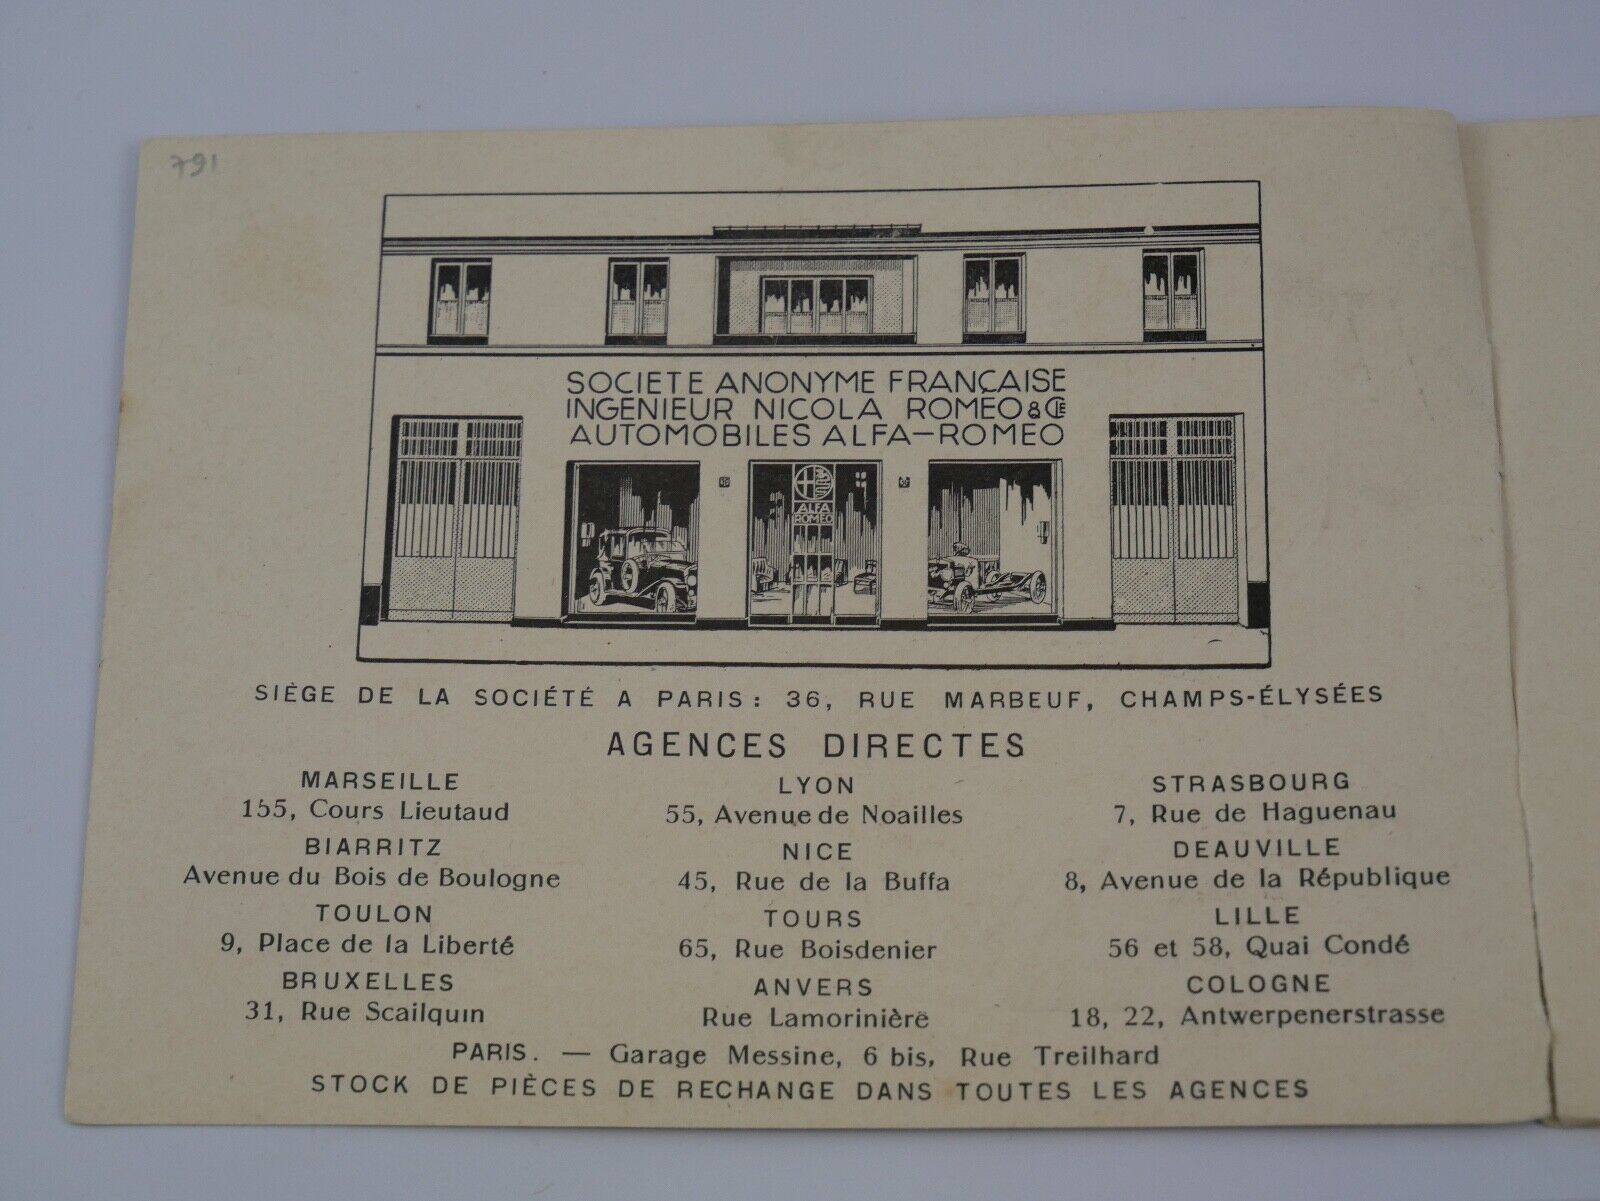 791
SOCIETE ANONYME FRANÇAISE
INGENIEUR NICOLA ROMEO & CIE
AUTOMOBILES ALFA-ROMEO
ALFA
ROMEO
SIÈGE DE LA SOCIÉTÉ A PARIS : 36, RUE MARBEUF, CHAMPS-ÉLYSÉES
AGENCES DIRECTES
MARSEILLE
155, Cours Lieutaud
LYON
55, Avenue de Noailles
STRASBOURG
7, Rue de Haguenau
BIARRITZ
Avenue du Bois de Boulogne
NICE
45, Rue de la Buffa
DEAUVILLE
8, Avenue de la République
TOULON
9, Place de la Liberté
TOURS
65, Rue Boisdenier
LILLE
56 et 58, Quai Condé
BRUXELLES
31, Rue Scailquin
ANVERS
Rue Lamorinière
COLOGNE
18, 22, Antwerpenerstrasse
PARIS. — Garage Messine, 6 bis, Rue Treilhard
STOCK DE PIÈCES DE RECHANGE DANS TOUTES LES AGENCES